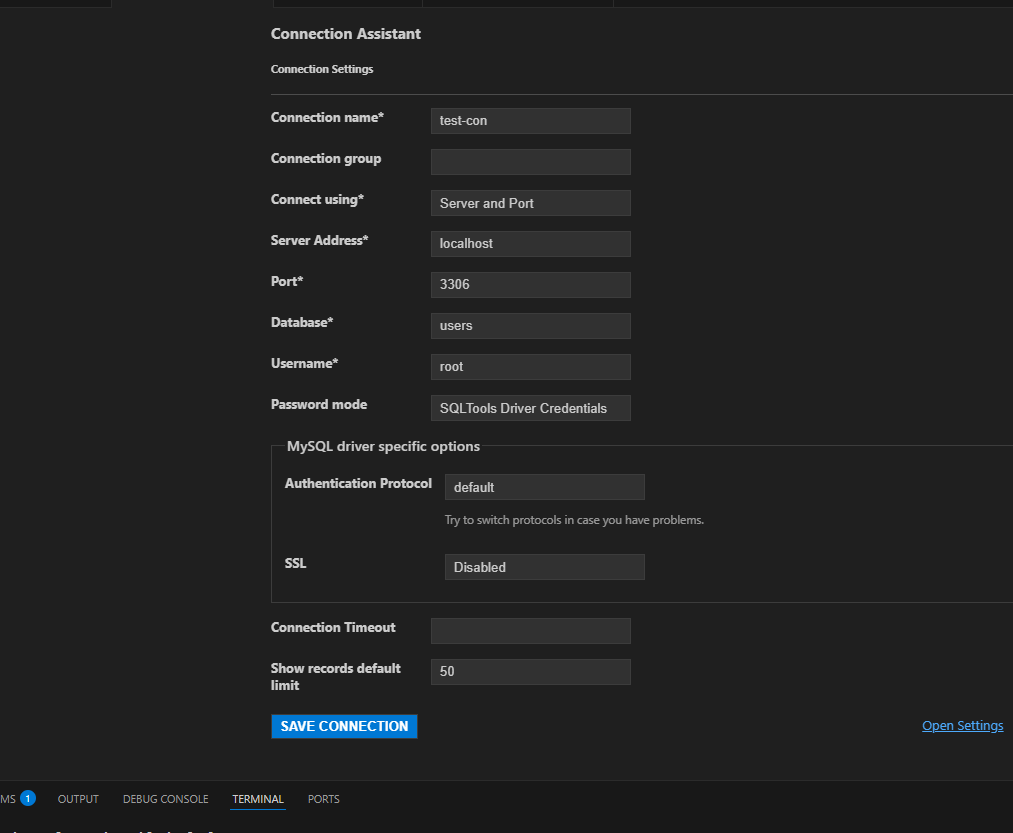 Connection Assistant
Connection Settings
Connection name* test-con
Connection group
Connect using* Server and Port
Server Address* localhost
Port* 3306
Database* users
Username* root
Password mode SQLTools Driver Credentials
MySQL driver specific options
Authentication Protocol default
Try to switch protocols in case you have problems.
SSL Disabled
Connection Timeout
Show records default
limit 50
SAVE CONNECTION Open Settings
MS 1 OUTPUT DEBUG CONSOLE TERMINAL PORTS